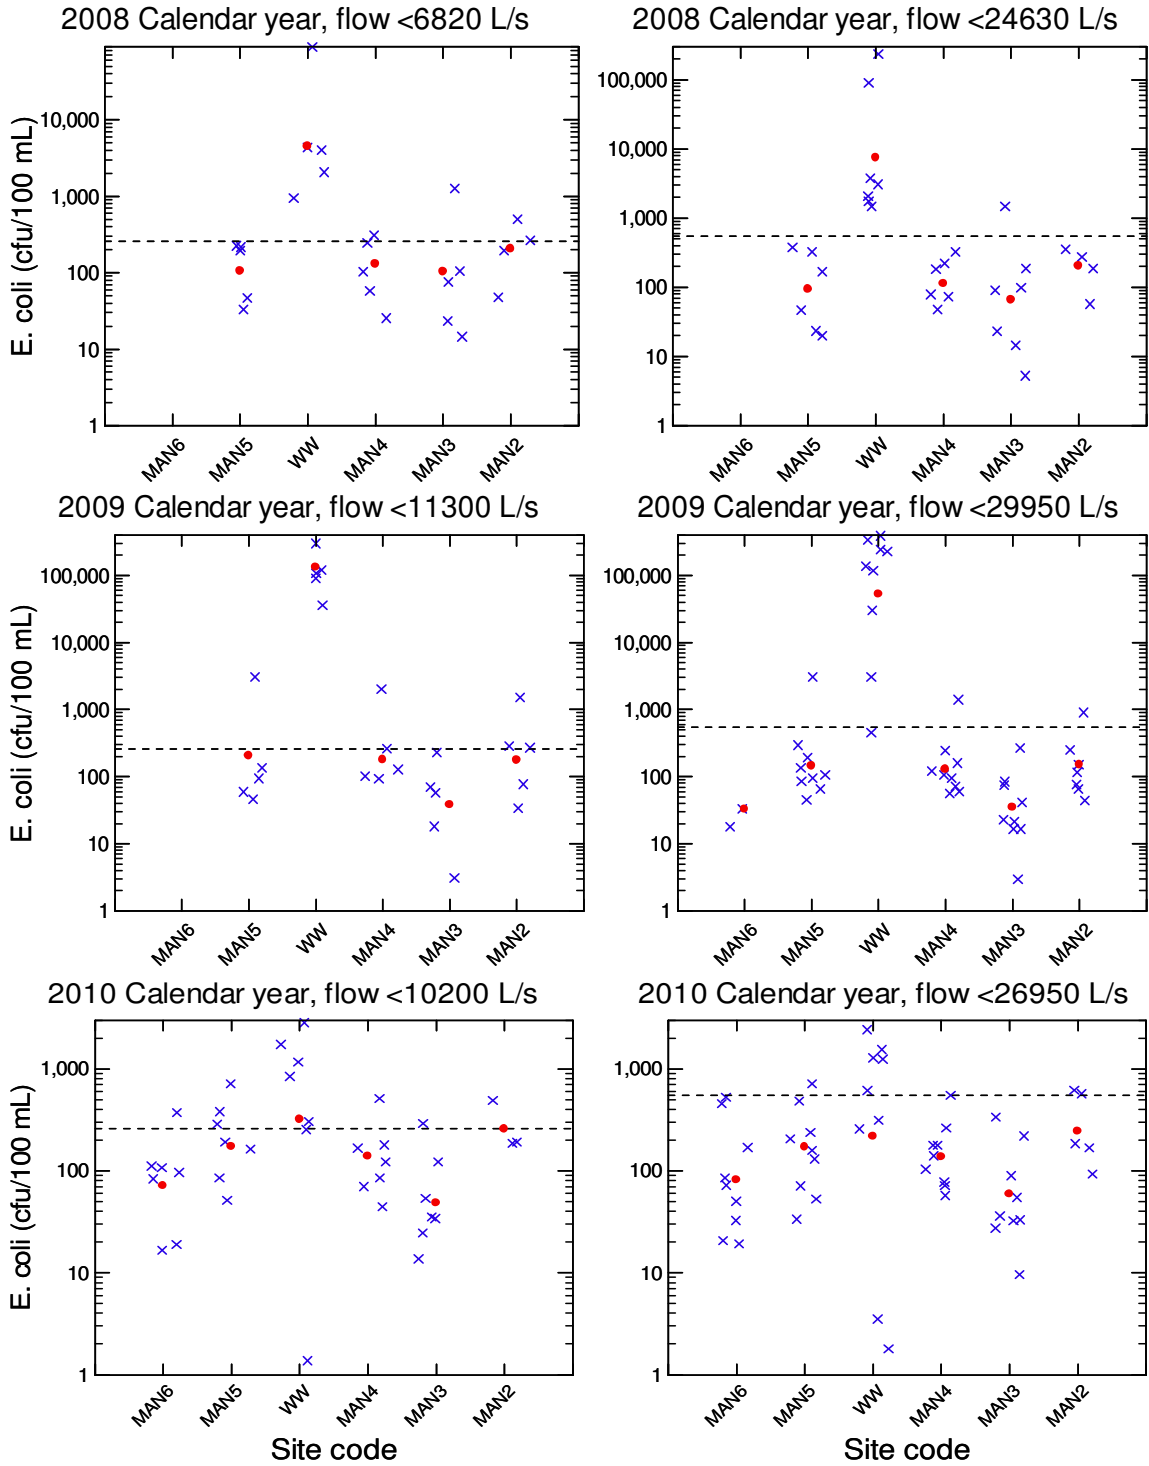 2008 Calendar year, flow <6820 L/s
2008 Calendar year, flow <24630 L/s
E. coli (cfu/100 mL)
10,000
1,000
100
10
1
MAN6
MAN5
WW
MAN4
MAN3
MAN2
100,000
10,000
1,000
100
10
1
MAN6
MAN5
WW
MAN4
MAN3
MAN2
2009 Calendar year, flow <11300 L/s
2009 Calendar year, flow <29950 L/s
E. coli (cfu/100 mL)
100,000
10,000
1,000
100
10
1
MAN6
MAN5
WW
MAN4
MAN3
MAN2
100,000
10,000
1,000
100
10
1
MAN6
MAN5
WW
MAN4
MAN3
MAN2
2010 Calendar year, flow <10200 L/s
2010 Calendar year, flow <26950 L/s
E. coli (cfu/100 mL)
1,000
100
10
1
MAN6
MAN5
WW
MAN4
MAN3
MAN2
1,000
100
10
1
MAN6
MAN5
WW
MAN4
MAN3
MAN2
Site code
Site code